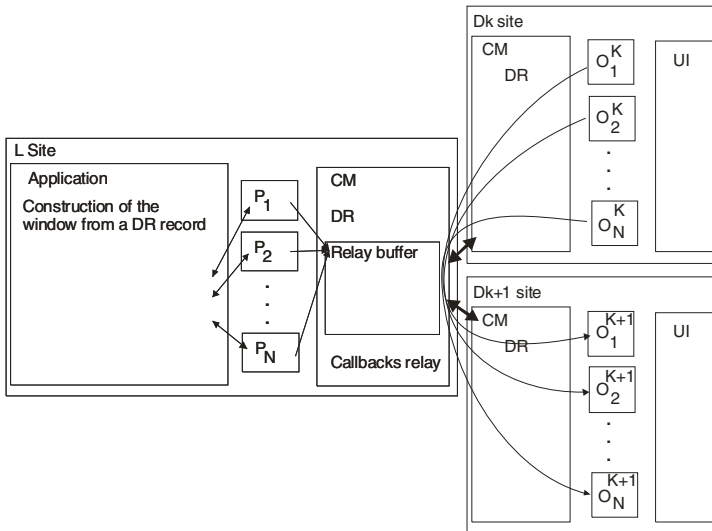 L Site
Application
Construction of the
window from a DR record
P1
P2
.
.
.
PN
CM
DR
Relay buffer
Callbacks relay
Dk site
CM
DR
O1K
O2K
.
.
.
ONK
UI
Dk+1 site
CM
DR
O1K+1
O2K+1
.
.
.
ONK+1
UI